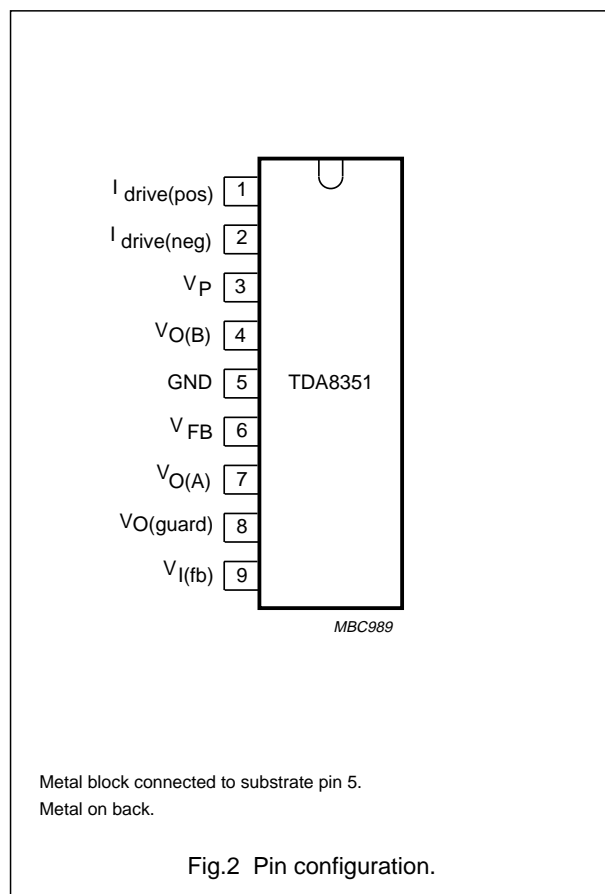 I drive(pos) 1
I drive(neg) 2
VP 3
VO(B) 4
GND 5 TDA8351
V FB 6
VO(A) 7
VO(guard) 8
VI(fb) 9
MBC989
Metal block connected to substrate pin 5.
Metal on back.
Fig.2 Pin configuration.